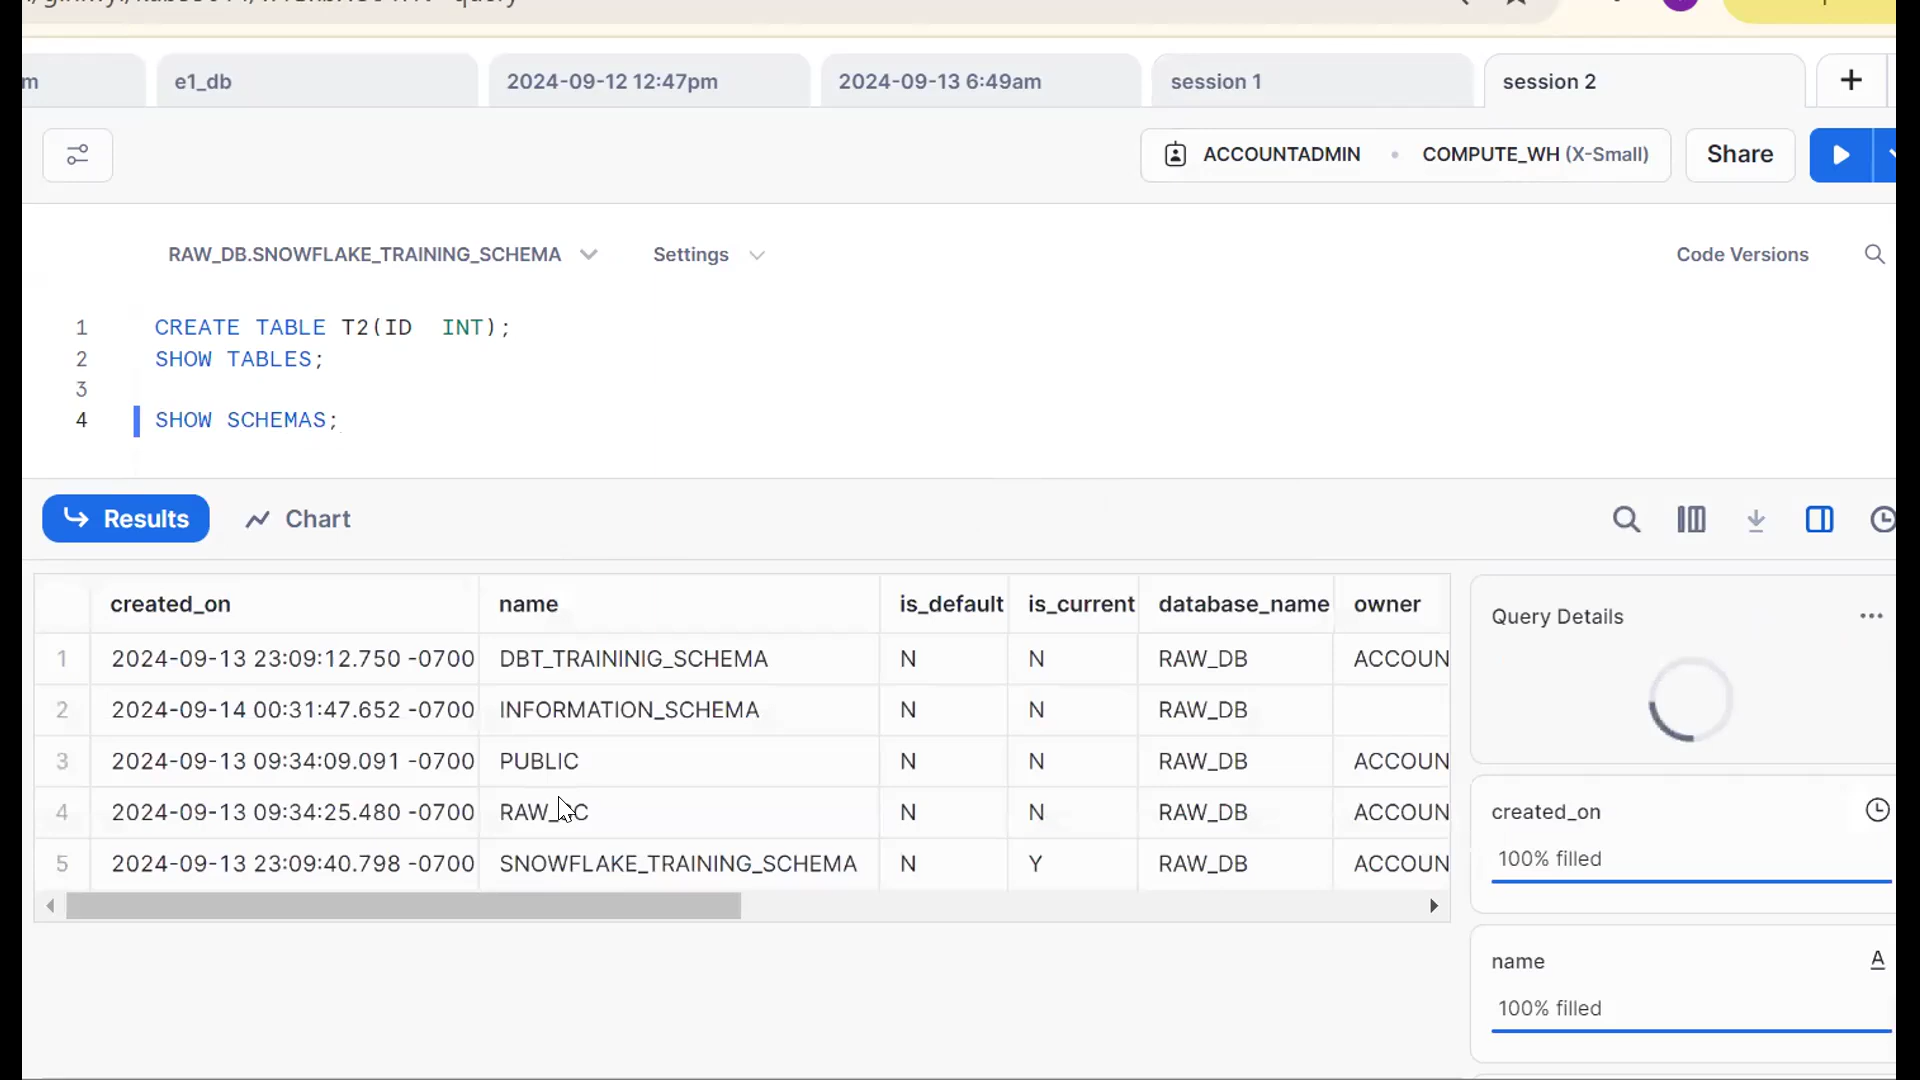 m e1_db 2024-09-12 12:47pm 2024-09-13 6:49am session 1 session 2 +
ACCOUNTADMIN • COMPUTE_WH (X-Small) Share
RAW_DB.SNOWFLAKE_TRAINING_SCHEMA Settings Code Versions
1 CREATE TABLE T2(ID  INT);
2 SHOW TABLES;
3
4 SHOW SCHEMAS;
Results Chart
created_on name is_default is_current database_name owner
1 2024-09-13 23:09:12.750 -0700 DBT_TRAININIG_SCHEMA N N RAW_DB ACCOUN
2 2024-09-14 00:31:47.652 -0700 INFORMATION_SCHEMA N N RAW_DB
3 2024-09-13 09:34:09.091 -0700 PUBLIC N N RAW_DB ACCOUN
4 2024-09-13 09:34:25.480 -0700 N N RAW_DB ACCOUN
5 2024-09-13 23:09:40.798 -0700 SNOWFLAKE_TRAINING_SCHEMA N Y RAW_DB ACCOUN
Query Details ...
created_on
100% filled
name A
100% filled